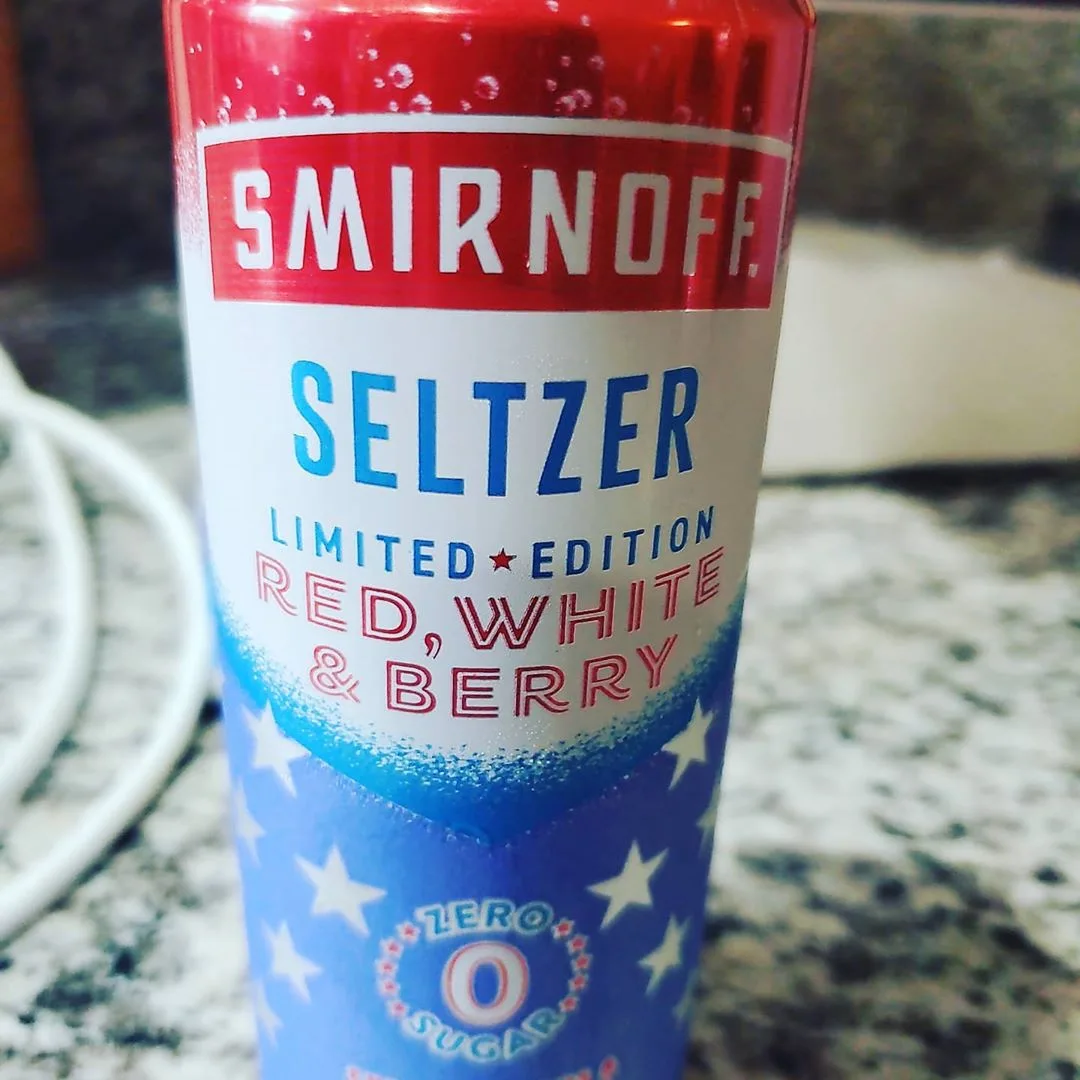 SMIRNOFF.
SELTZER
LIMITED★EDITION
RED, WHITE
& BERRY
ZERO
0
SUGAR